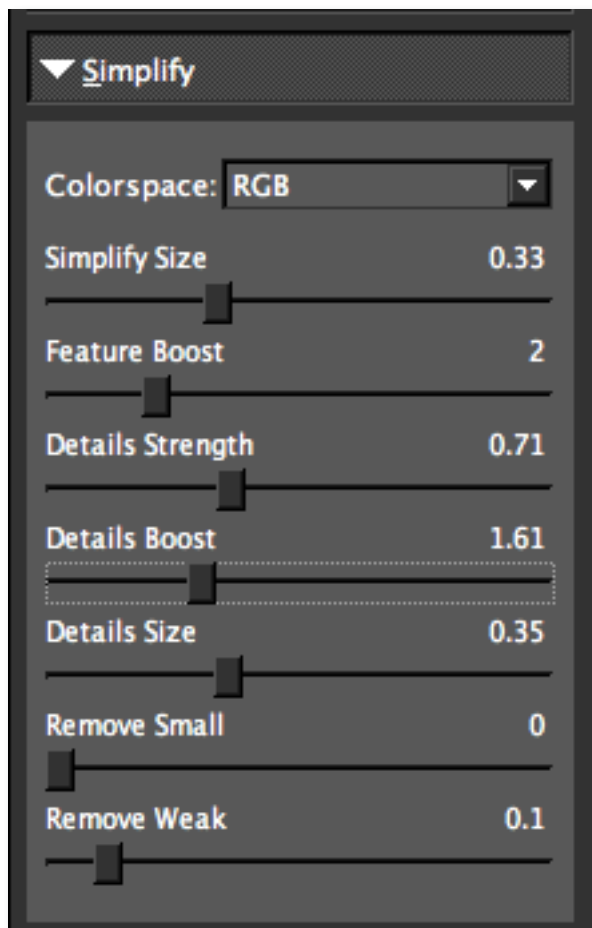 Simplify
Colorspace: RGB
Simplify Size 0.33
Feature Boost 2
Details Strength 0.71
Details Boost 1.61
Details Size 0.35
Remove Small 0
Remove Weak 0.1